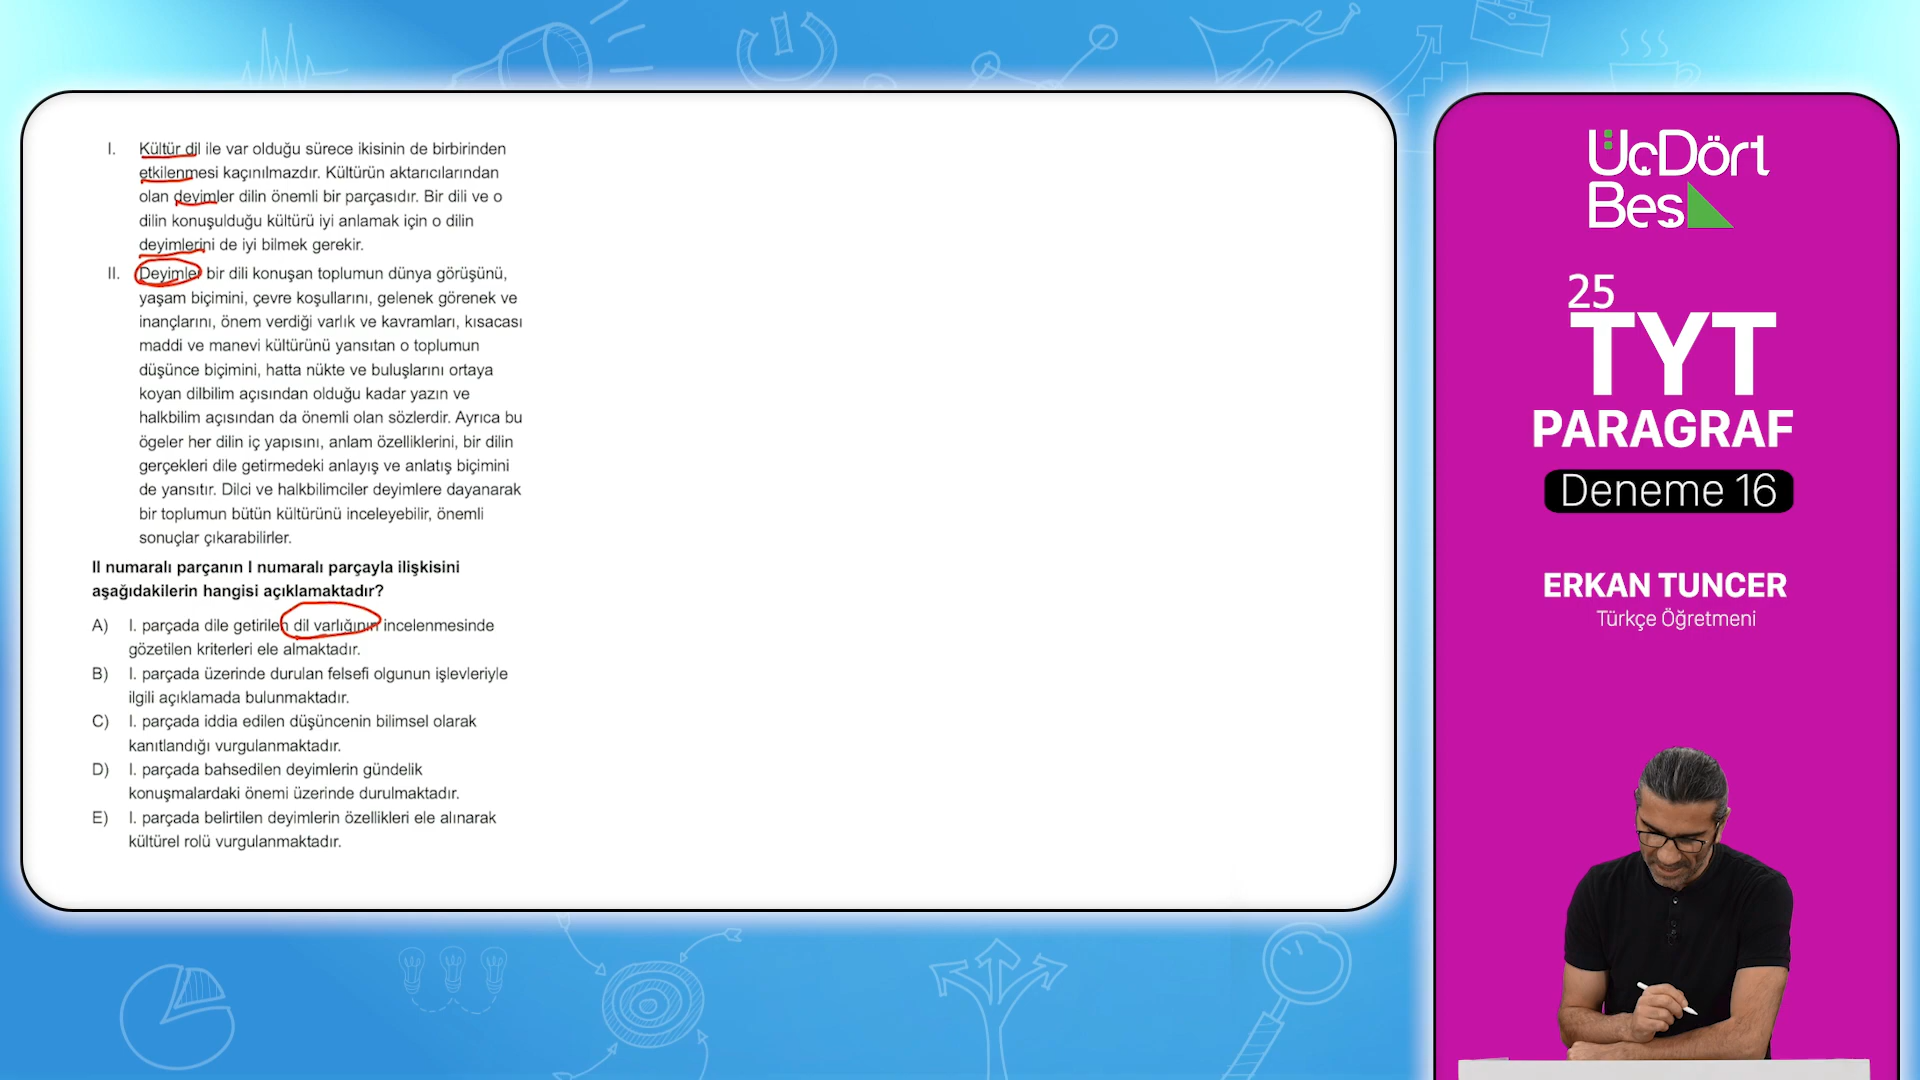 I. Kültür dil ile var olduğu sürece ikisinin de birbirinden
etkilenmesi kaçınılmazdır. Kültürün aktarıcılarından
olan deyimler dilin önemli bir parçasıdır. Bir dili ve o
dilin konuşulduğu kültürü iyi anlamak için o dilin
deyimlerini de iyi bilmek gerekir.
II. Deyimler bir dili konuşan toplumun dünya görüşünü,
yaşam biçimini, çevre koşullarını, gelenek görenek ve
inançlarını, önem verdiği varlık ve kavramları, kısacası
maddi ve manevi kültürünü yansıtan o toplumun
düşünce biçimini, hatta nükte ve buluşlarını ortaya
koyan dilbilim açısından olduğu kadar yazın ve
halkbilim açısından da önemli olan sözlerdir. Ayrıca bu
ögeler her dilin iç yapısını, anlam özelliklerini, bir dilin
gerçekleri dile getirmedeki anlayış ve anlatış biçimini
de yansıtır. Dilci ve halkbilimciler deyimlere dayanarak
bir toplumun bütün kültürünü inceleyebilir, önemli
sonuçlar çıkarabilirler.
II numaralı parçanın I numaralı parçayla ilişkisini
aşağıdakilerin hangisi açıklamaktadır?
A) I. parçada dile getirilen dil varlığının incelenmesinde
gözetilen kriterleri ele almaktadır.
B) I. parçada üzerinde durulan felsefi olgunun işlevleriyle
ilgili açıklamada bulunmaktadır.
C) I. parçada iddia edilen düşüncenin bilimsel olarak
kanıtlandığı vurgulanmaktadır.
D) I. parçada bahsedilen deyimlerin gündelik
konuşmalardaki önemi üzerinde durulmaktadır.
E) I. parçada belirtilen deyimlerin özellikleri ele alınarak
kültürel rolü vurgulanmaktadır.
ÜçDört
Beş
25
TYT
PARAGRAF
Deneme 16
ERKAN TUNCER
Türkçe Öğretmeni